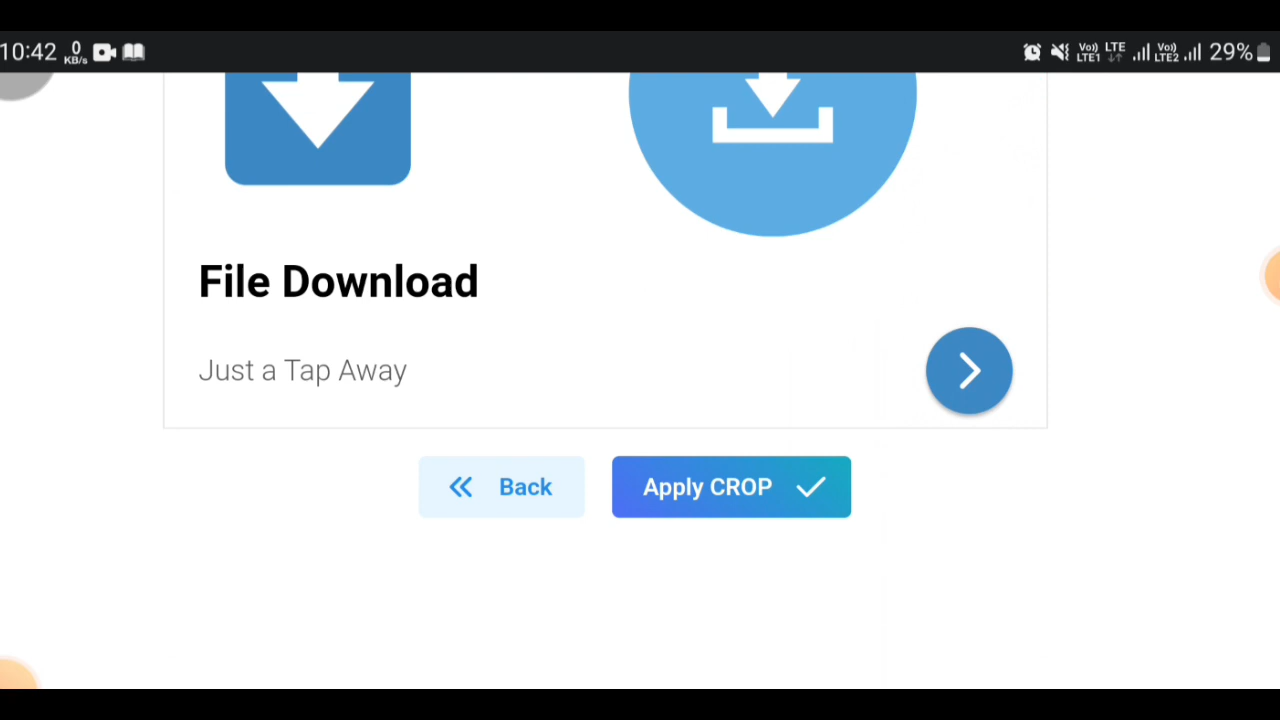 10:42 0 KB/s Vo) LTE1 LTE Vo) LTE2 29%
File Download
Just a Tap Away
Back Apply CROP